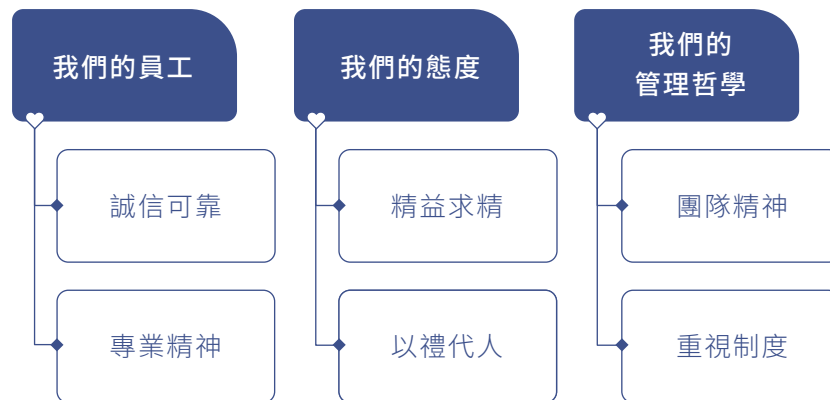 我們的員工
誠信可靠
專業精神
我們的態度
精益求精
以禮代人
我們的
管理哲學
團隊精神
重視制度